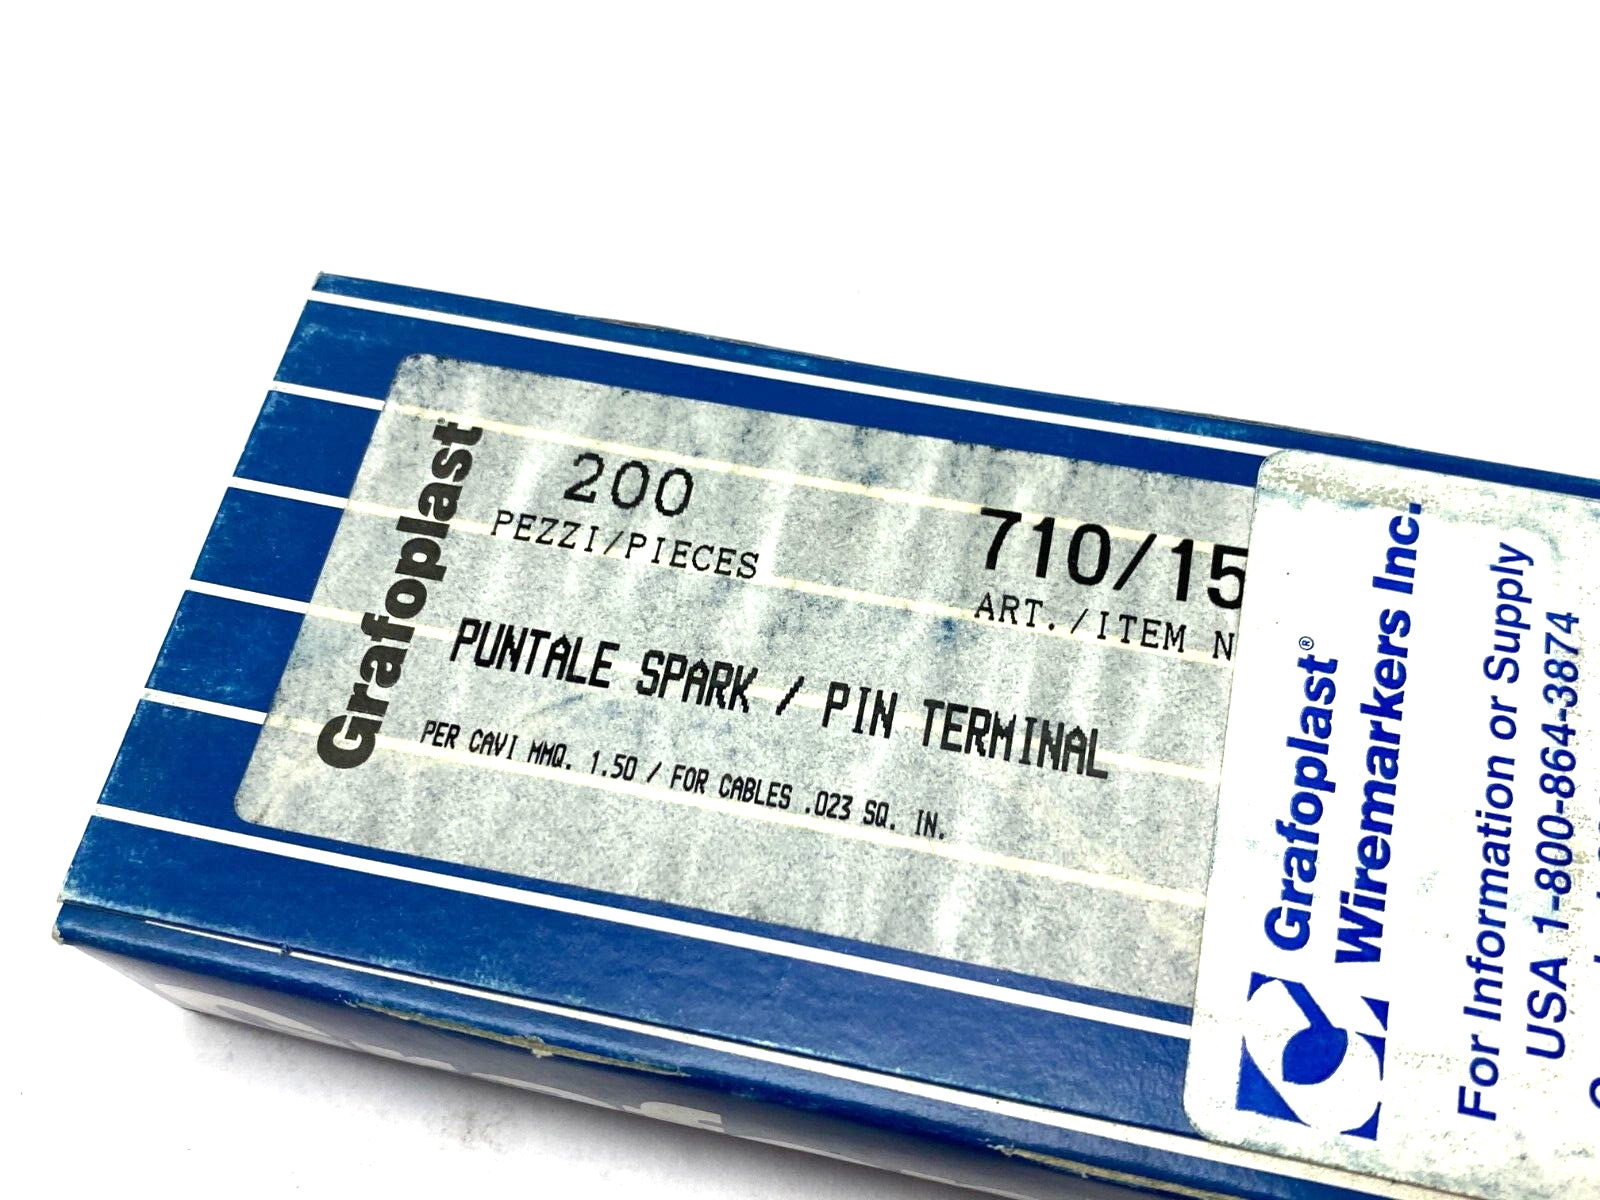 Grafoplast
200
PEZZI/PIECES
710/15
ART./ITEM N
PUNTALE SPARK / PIN TERMINAL
PER CAVI MMQ. 1.50 / FOR CABLES .023 SQ. IN.
Grafoplast®
Wiremarkers Inc.
For Information or Supply
USA 1-800-864-3874